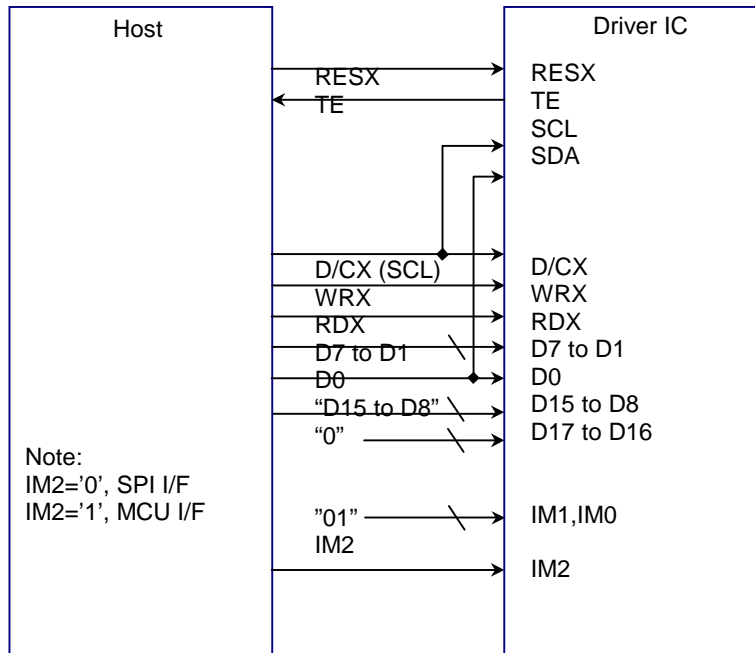 Host
Note:
IM2='0', SPI I/F
IM2='1', MCU I/F
RESX
TE
D/CX (SCL)
WRX
RDX
D7 to D1
D0
“D15 to D8”
“0”
”01”
IM2
Driver IC
RESX
TE
SCL
SDA
D/CX
WRX
RDX
D7 to D1
D0
D15 to D8
D17 to D16
IM1,IM0
IM2